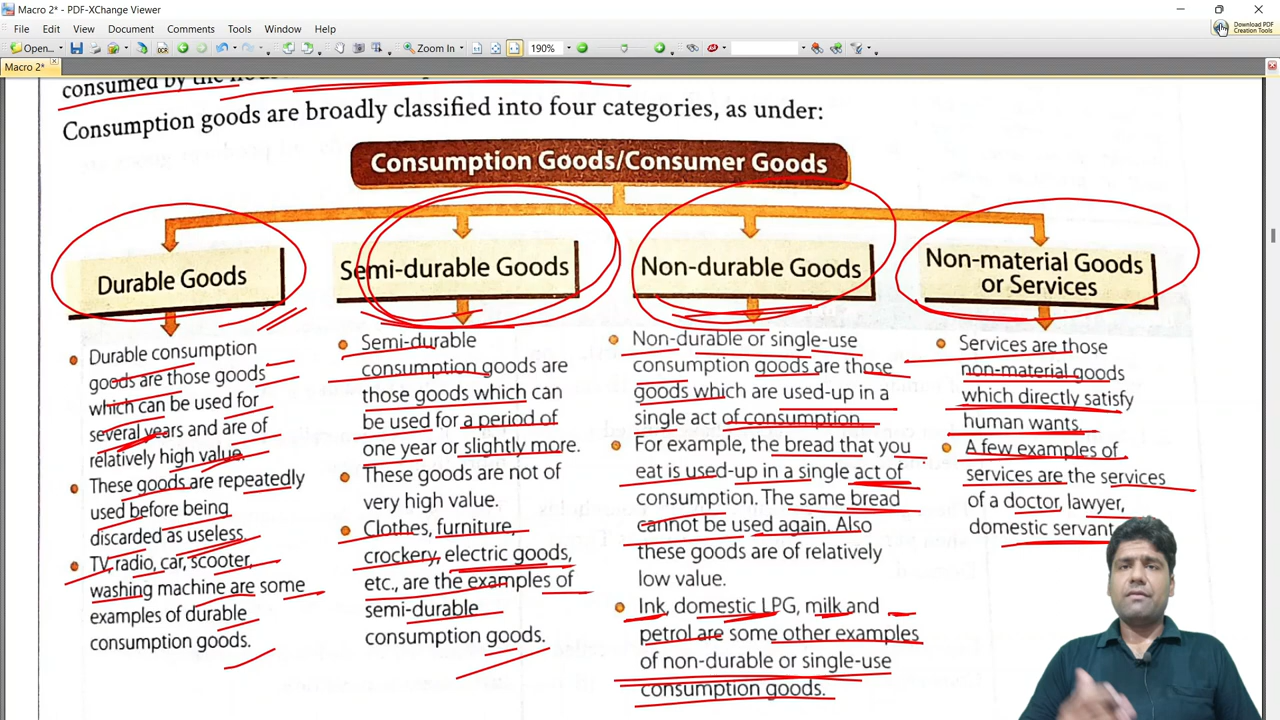 Macro 2* - PDF-XChange Viewer
File Edit View Document Comments Tools Window Help
Download PDF
Creation Tools
Open... Zoom In 190%
Macro 2*
consumed by the
Consumption goods are broadly classified into four categories, as under:
Consumption Goods/Consumer Goods
Durable Goods
Durable consumption
goods are those goods
which can be used for
several years and are of
relatively high value.
These goods are repeatedly
used before being
discarded as useless.
TV, radio, car, scooter,
washing machine are some
examples of durable
consumption goods.
Semi-durable Goods
Semi-durable
consumption goods are
those goods which can
be used for a period of
one year or slightly more.
These goods are not of
very high value.
Clothes, furniture,
crockery, electric goods,
etc., are the examples of
semi-durable
consumption goods.
Non-durable Goods
Non-durable or single-use
consumption goods are those
goods which are used-up in a
single act of consumption.
For example, the bread that you
eat is used-up in a single act of
consumption. The same bread
cannot be used again. Also
these goods are of relatively
low value.
Ink, domestic LPG, milk and
petrol are some other examples
of non-durable or single-use
consumption goods.
Non-material Goods
or Services
Services are those
non-material goods
which directly satisfy
human wants.
A few examples of
services are the services
of a doctor, lawyer,
domestic servant